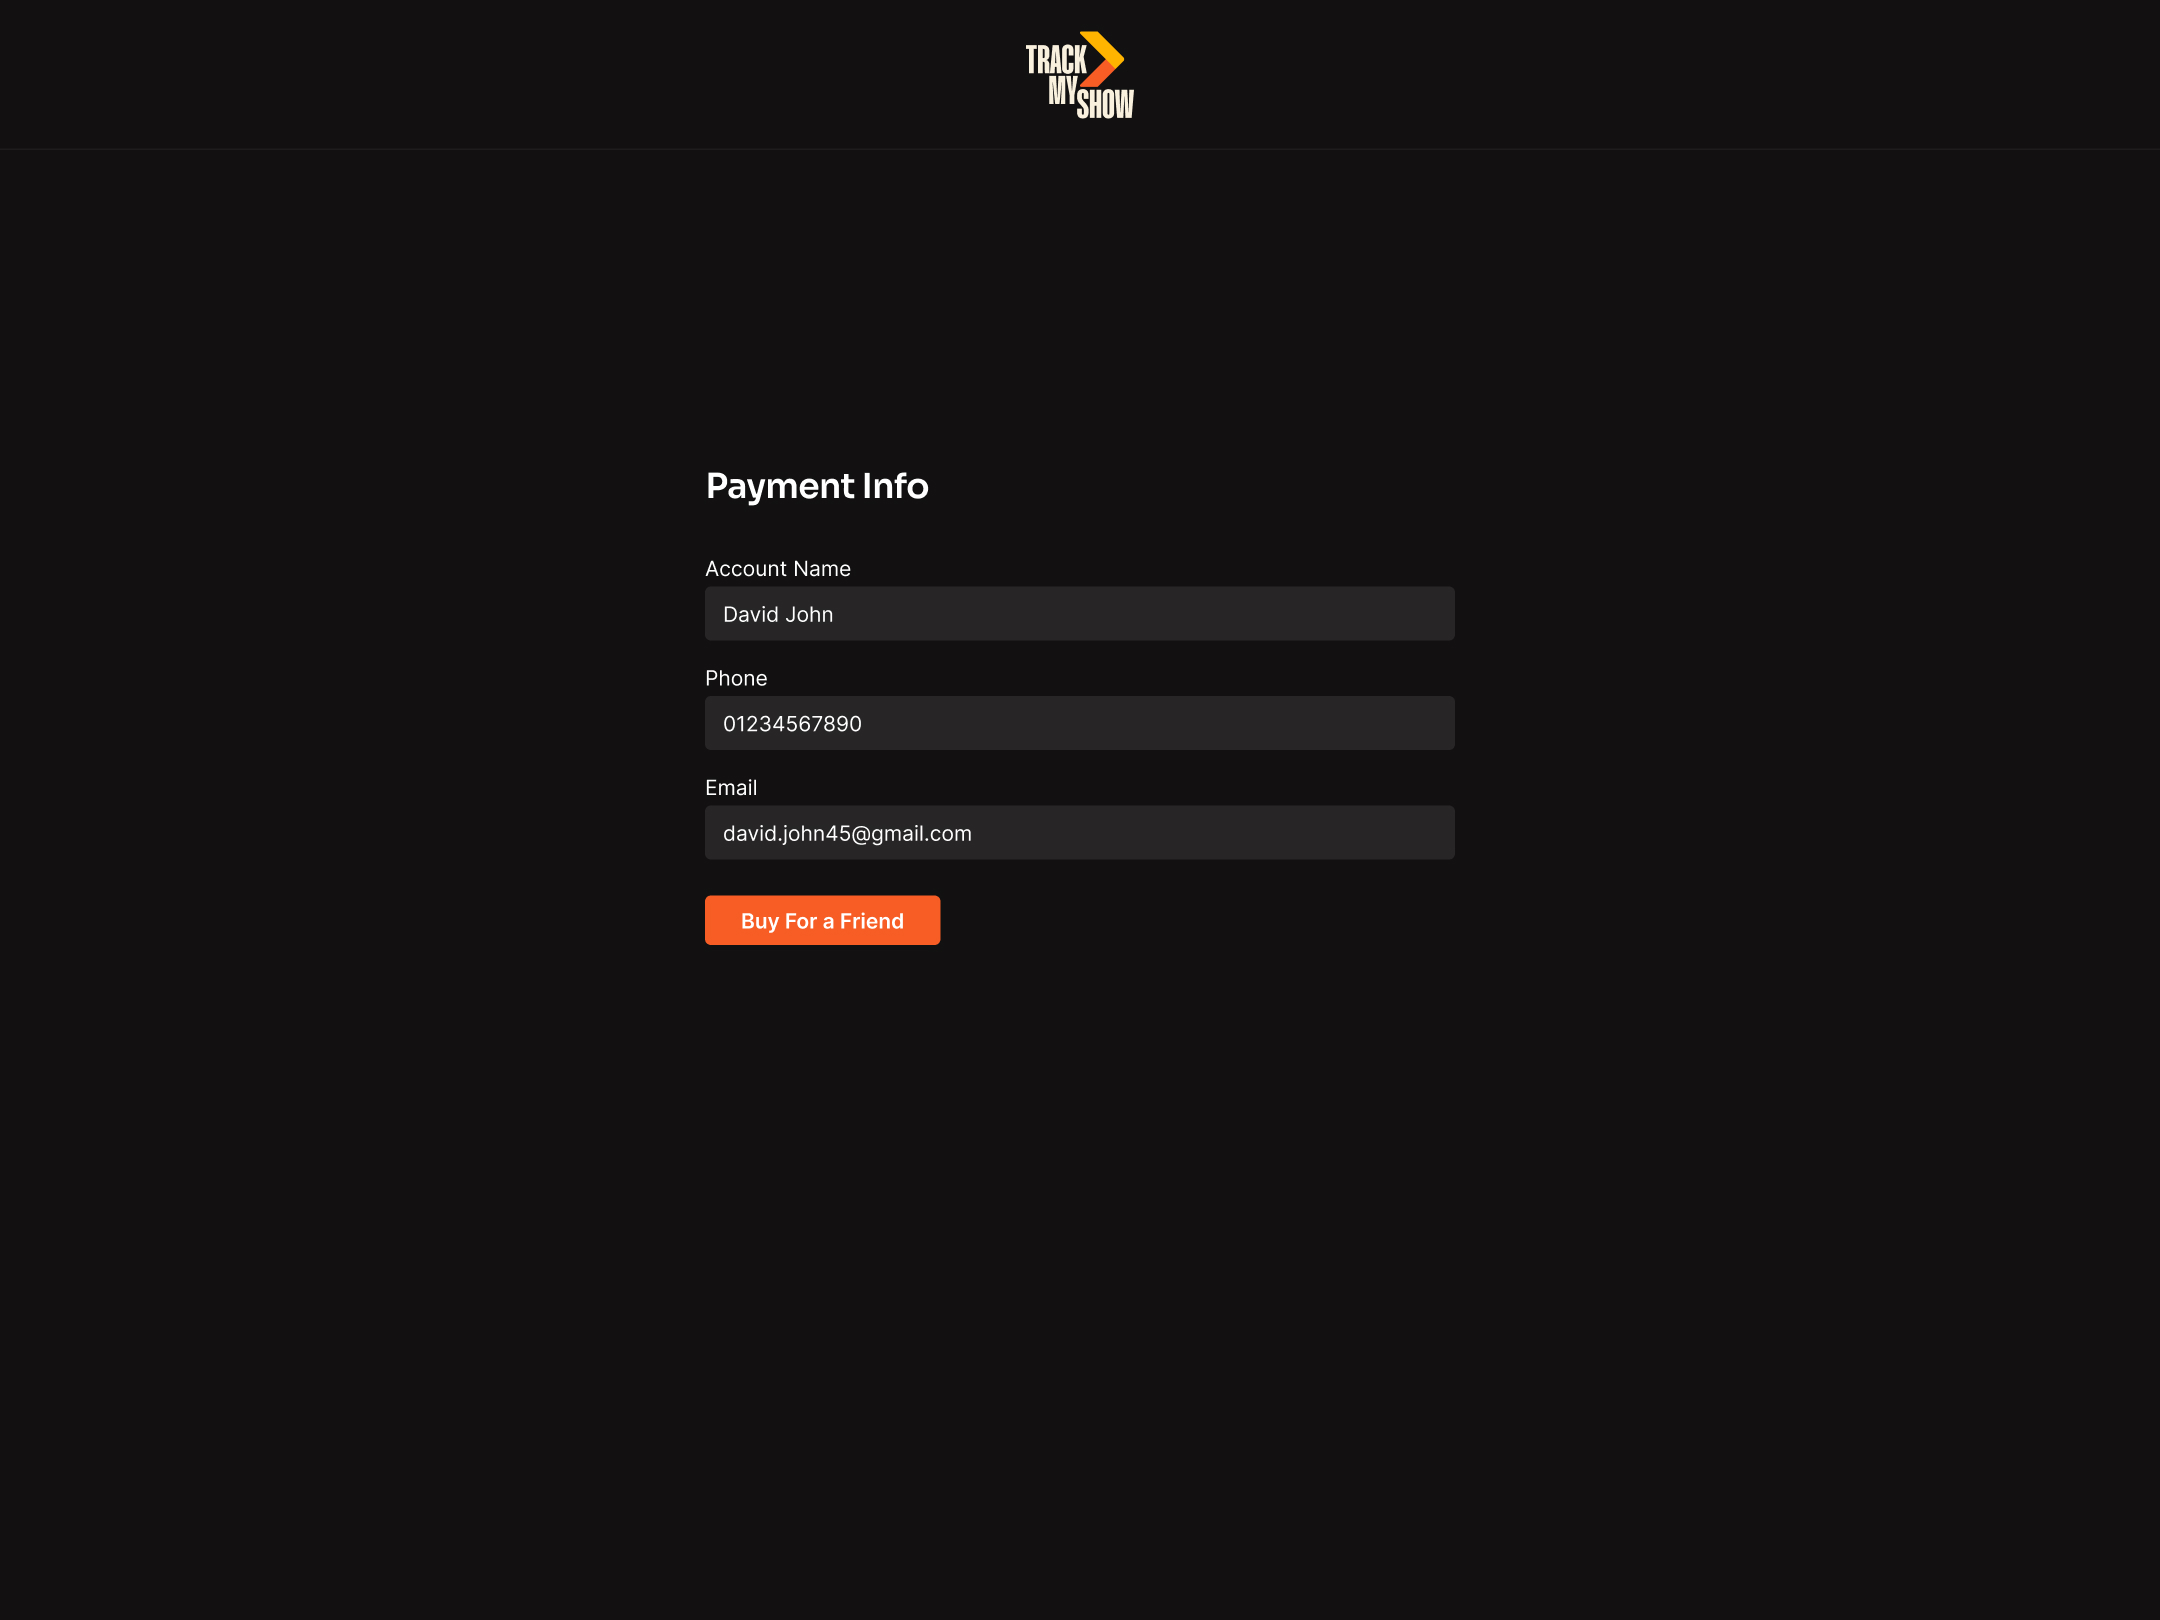 TRACK
MY
SHOW
Payment Info
Account Name
David John
Phone
01234567890
Email
david.john45@gmail.com
Buy For a Friend